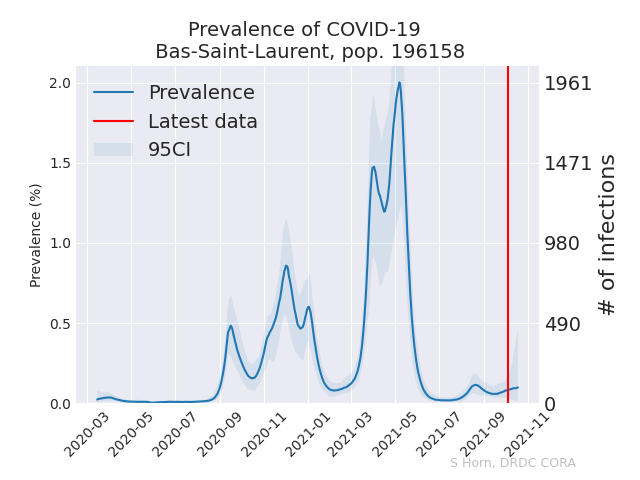 Prevalence of COVID-19
Bas-Saint-Laurent, pop. 196158
Prevalence
Latest data
95CI
Prevalence (%)
2.0
1.5
1.0
0.5
0.0
1961
1471
980
490
0
# of infections
2020-03
2020-05
2020-07
2020-09
2020-11
2021-01
2021-03
2021-05
2021-07
2021-09
2021-11
S Horn, DRDC CORA